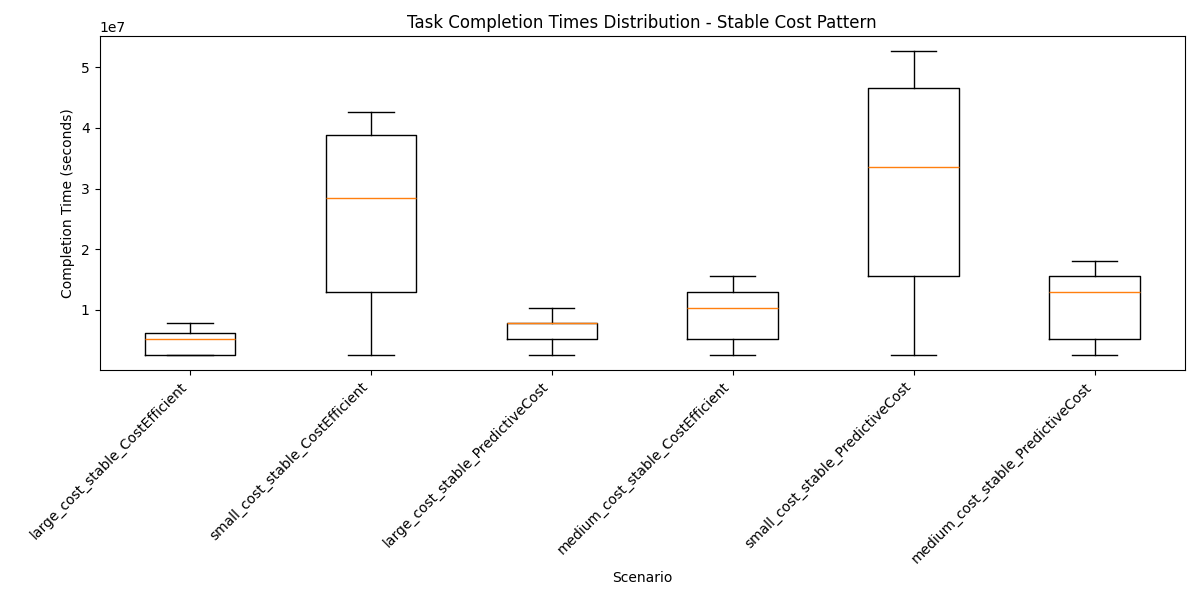 Task Completion Times Distribution - Stable Cost Pattern
1e7
5
4
3
2
1
Completion Time (seconds)
large_cost_stable_CostEfficient
small_cost_stable_CostEfficient
large_cost_stable_PredictiveCost
medium_cost_stable_CostEfficient
small_cost_stable_PredictiveCost
medium_cost_stable_PredictiveCost
Scenario